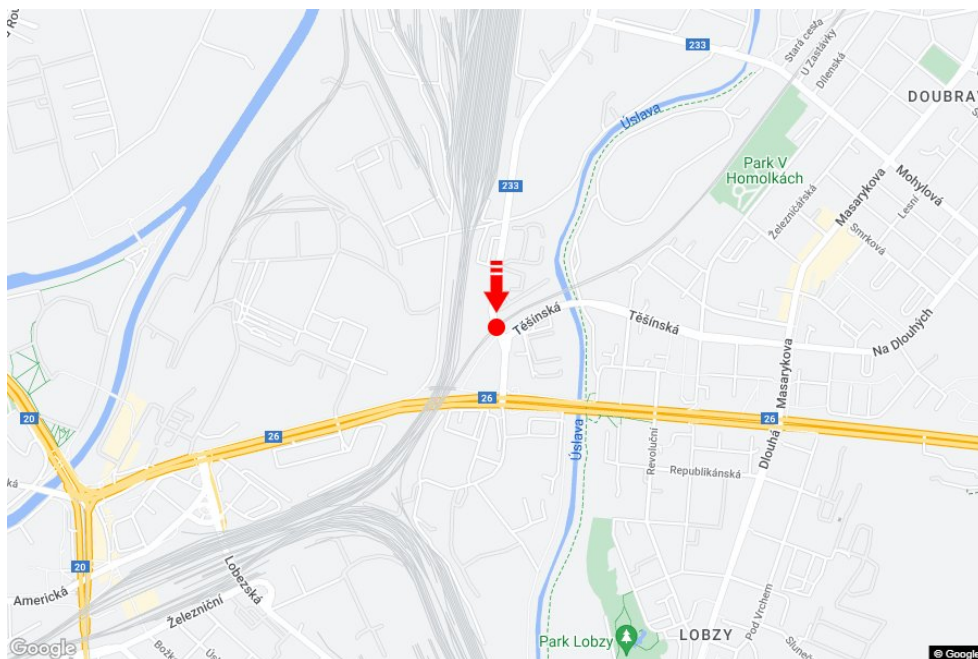 233
Stará cesta
U Zastávky
Dílenská
DOUBRAV
Úslava
Park V
Homolkách
233
Masarykova
Mohylová
Lesní
Železničářská
Smrková
Těšínská
Těšínská
Na Dlouhých
Masarykova
26
20
26
26
Úslava
Revoluční
Dlouhá
Republikánská
20
Americká
Lobezská
Železniční
Pod Vrchem
Park Lobzy
LOBZY
Google
© Google